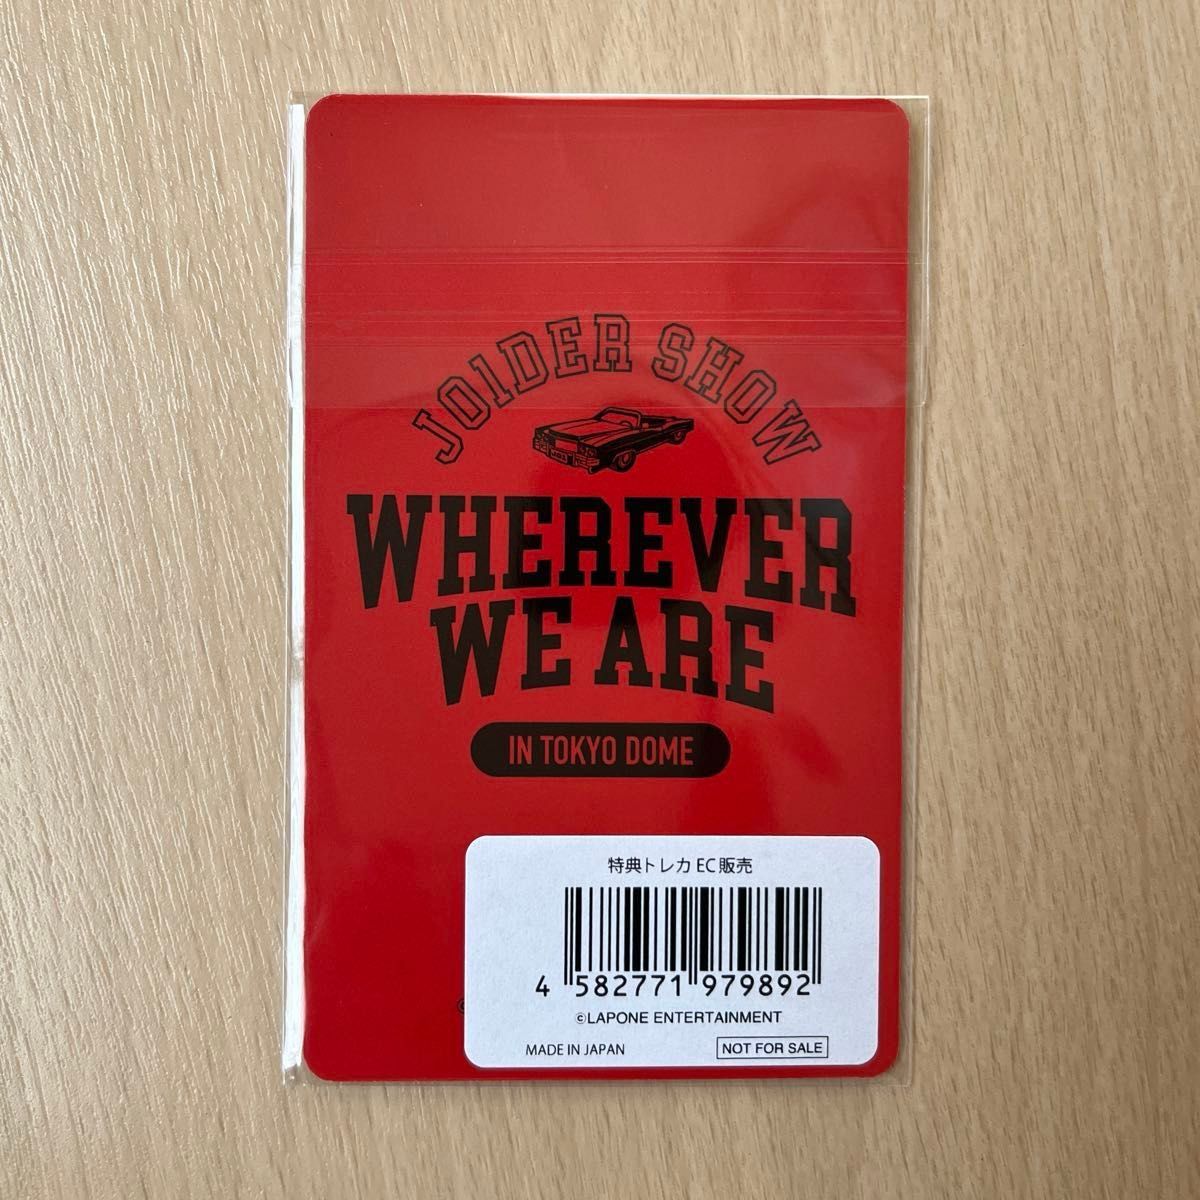 JO1DER SHOW
JO1
WHEREVER
WE ARE
IN TOKYO DOME
特典トレカ EC販売
4 582771 979892
©LAPONE ENTERTAINMENT
MADE IN JAPAN
NOT FOR SALE